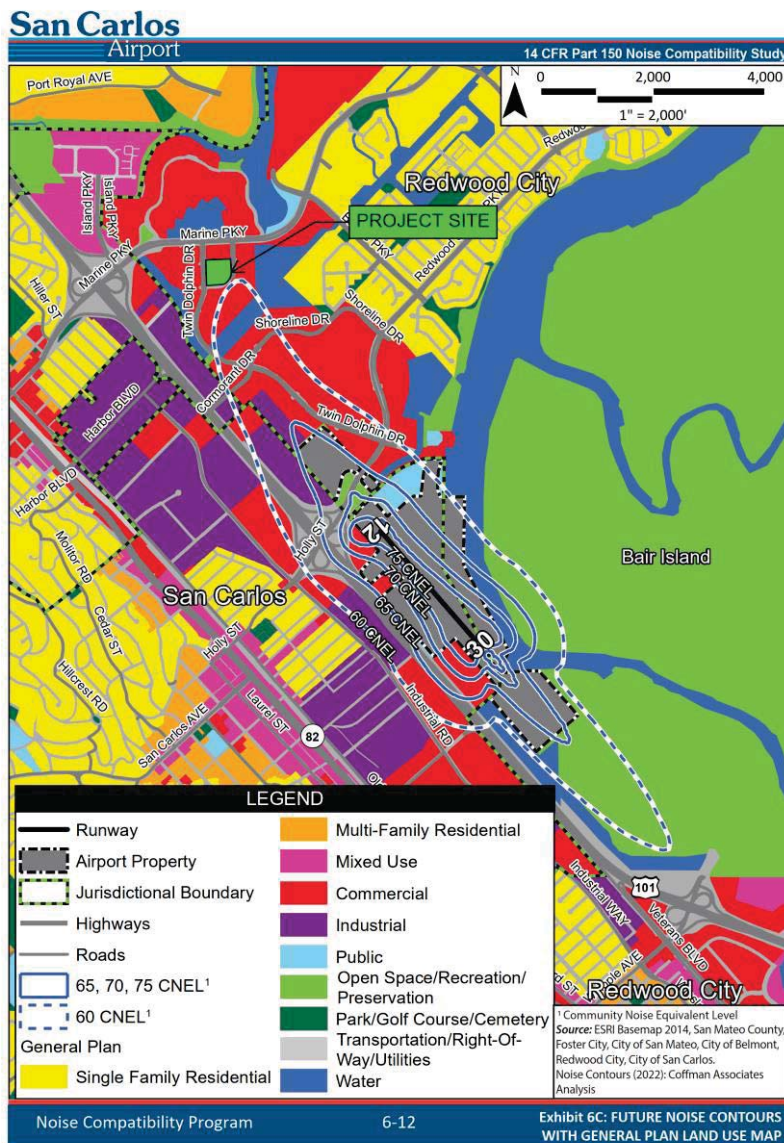 San Carlos
Airport
14 CFR Part 150 Noise Compatibility Study
Port Royal AVE
N
0 2,000 4,000
1" = 2,000'
Redwood City
Island PKY
Island PKY
Marine PKY
PROJECT SITE
PKY
Redwood
Marine PKY
Hiller ST
Twin Dolphin DR
Shoreline DR
Shoreline DR
Cormorant DR
Harbor BLVD
Twin Dolphin DR
Harbor BLVD
Molitor RD
Holly ST
12
75 CNEL
70 CNEL
65 CNEL
60 CNEL
30
Bair Island
San Carlos
Cedar ST
Holly ST
Hillcrest RD
San Carlos AVE
Laurel ST
Industrial RD
82
101
Industrial WAY
Veterans BLVD
Redwood City
LEGEND
Runway
Airport Property
Jurisdictional Boundary
Highways
Roads
65, 70, 75 CNEL¹
60 CNEL¹
General Plan
Single Family Residential
Multi-Family Residential
Mixed Use
Commercial
Industrial
Public
Open Space/Recreation/
Preservation
Park/Golf Course/Cemetery
Transportation/Right-Of-
Way/Utilities
Water
¹ Community Noise Equivalent Level
Source: ESRI Basemap 2014, San Mateo County,
Foster City, City of San Mateo, City of Belmont,
Redwood City, City of San Carlos.
Noise Contours (2022): Coffman Associates
Analysis
Noise Compatibility Program
6-12
Exhibit 6C: FUTURE NOISE CONTOURS
WITH GENERAL PLAN LAND USE MAP